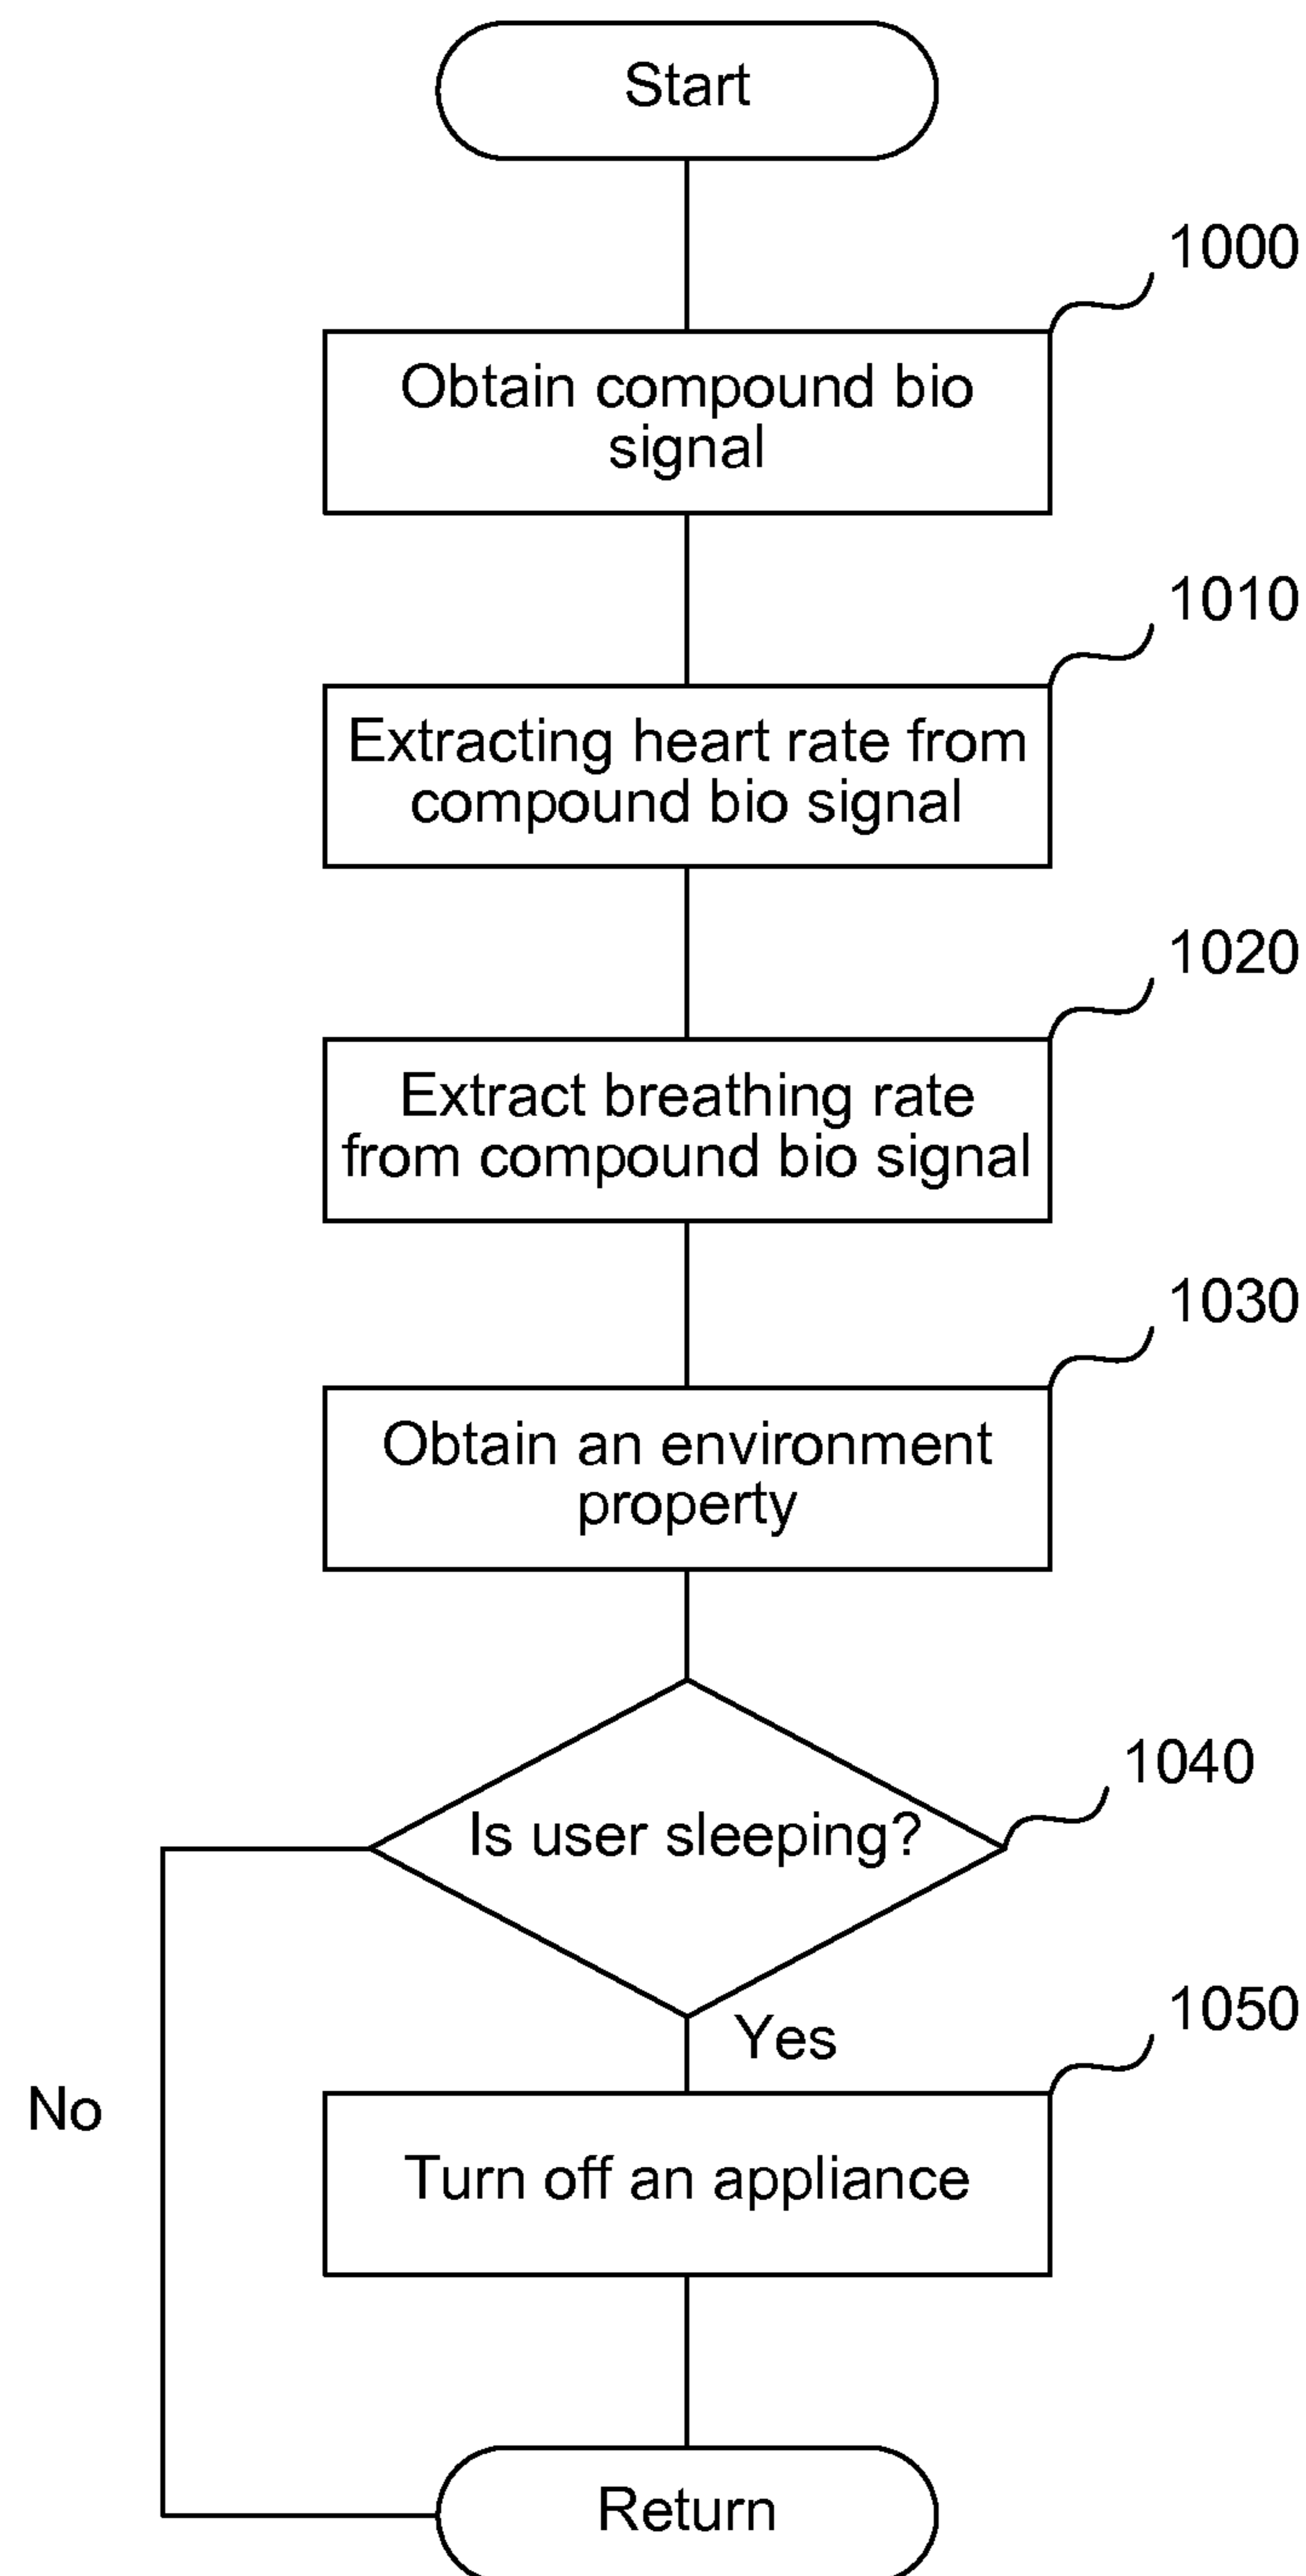 Start
1000
Obtain compound bio
signal
1010
Extracting heart rate from
compound bio signal
1020
Extract breathing rate
from compound bio signal
1030
Obtain an environment
property
1040
Is user sleeping?
Yes
1050
No
Turn off an appliance
Return